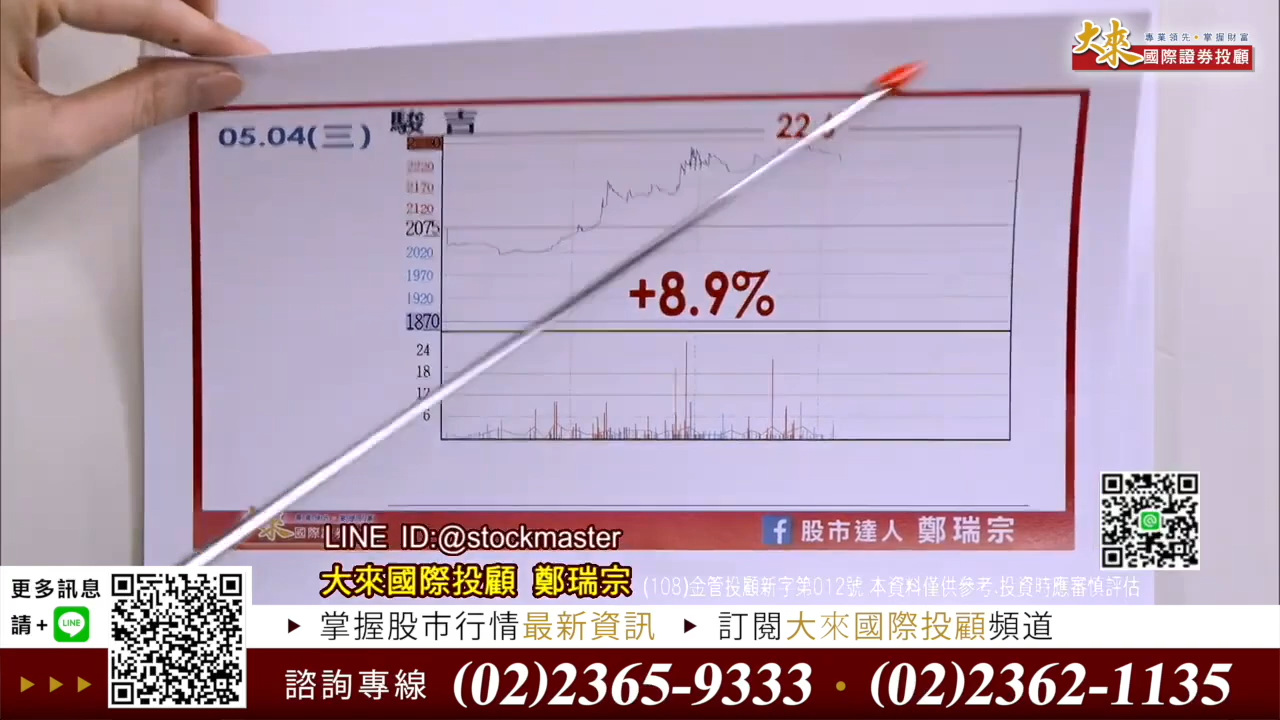 大來
專業領先・掌握財富
國際證券投顧
05.04(三)
駿吉
22
2220
2170
2120
2075
2020
1970
1920
1870
+8.9%
24
18
12
6
股市達人 鄭瑞宗
LINE ID:@stockmaster
大來國際投顧 鄭瑞宗
(108)金管投顧新字第012號.本資料僅供參考.投資時應審慎評估
更多訊息
請+
LINE
掌握股市行情最新資訊
訂閱大來國際投顧頻道
諮詢專線 (02)2365-9333・(02)2362-1135